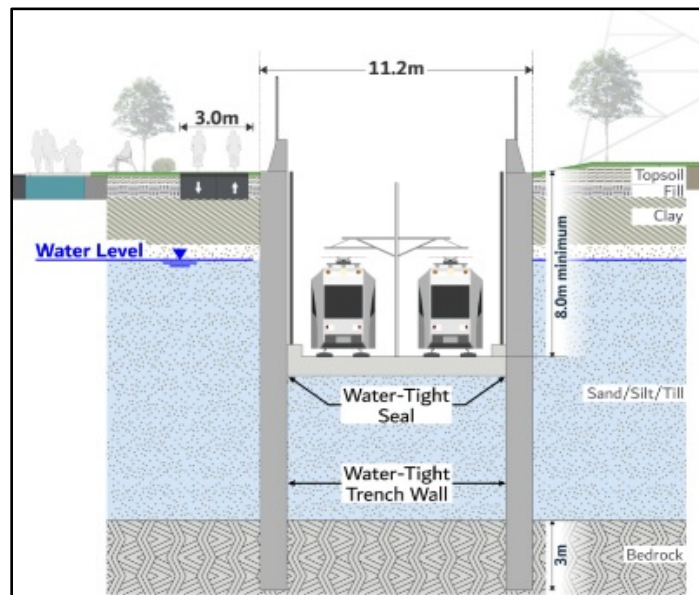 11.2m
3.0m
Topsoil
Fill
Clay
Water Level
8.0m minimum
Sand/Silt/Till
Water-Tight
Seal
Water-Tight
Trench Wall
3m
Bedrock